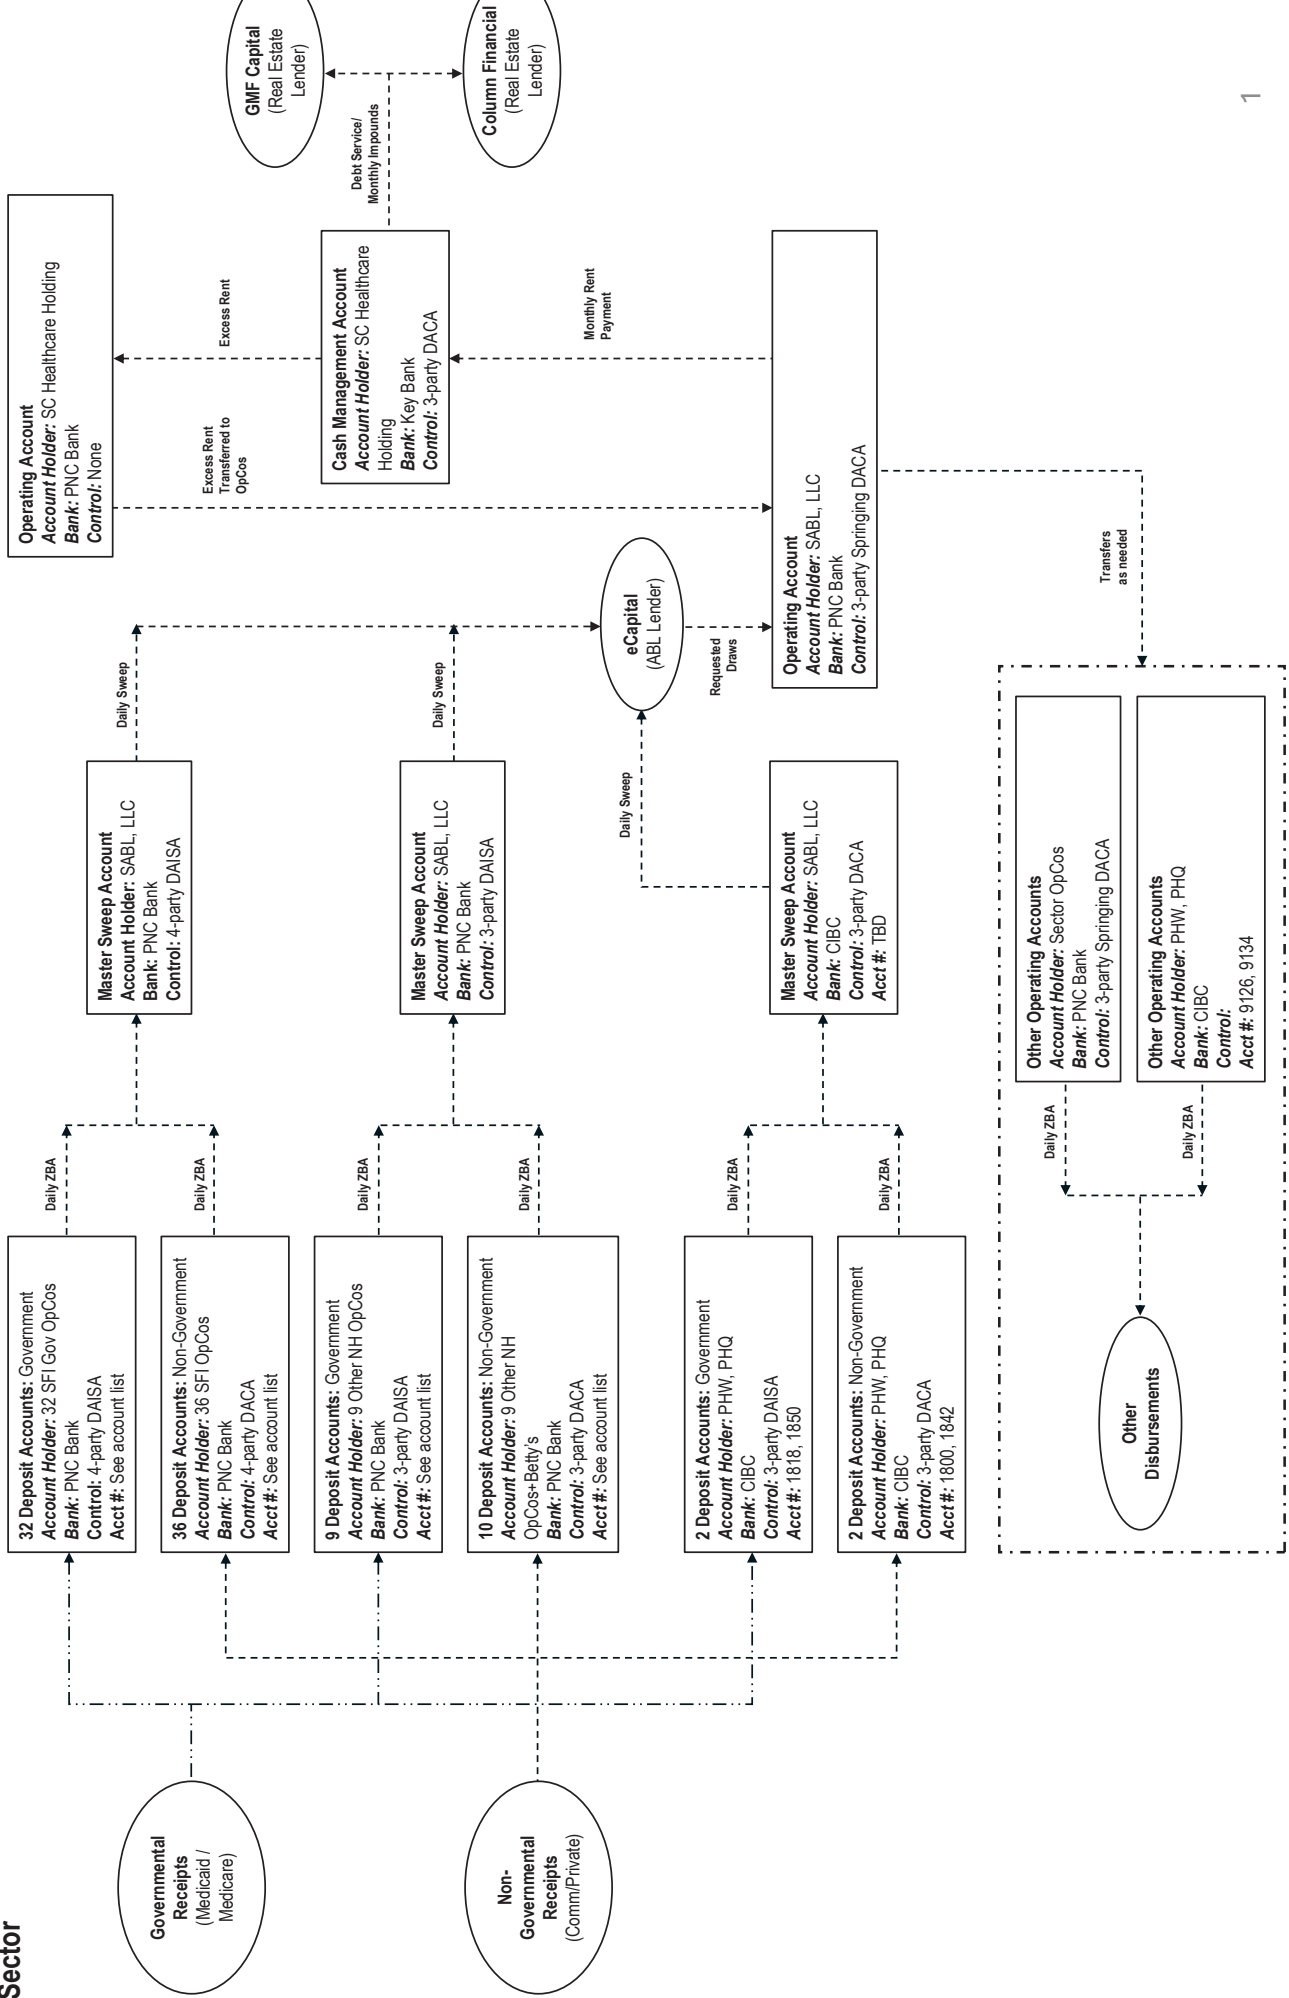 Sector
Governmental
Receipts
(Medicaid /
Medicare)
Non-
Governmental
Receipts
(Comm/Private)
32 Deposit Accounts: Government
Account Holder: 32 SFI Gov OpCos
Bank: PNC Bank
Control: 4-party DAISA
Acct #: See account list
36 Deposit Accounts: Non-Government
Account Holder: 36 SFI OpCos
Bank: PNC Bank
Control: 4-party DACA
Acct #: See account list
9 Deposit Accounts: Government
Account Holder: 9 Other NH OpCos
Bank: PNC Bank
Control: 3-party DAISA
Acct #: See account list
10 Deposit Accounts: Non-Government
Account Holder: 9 Other NH
OpCos+Betty's
Bank: PNC Bank
Control: 3-party DACA
Acct #: See account list
2 Deposit Accounts: Government
Account Holder: PHW, PHQ
Bank: CIBC
Control: 3-party DAISA
Acct #: 1818, 1850
2 Deposit Accounts: Non-Government
Account Holder: PHW, PHQ
Bank: CIBC
Control: 3-party DACA
Acct #: 1800, 1842
Daily ZBA
Daily ZBA
Daily ZBA
Daily ZBA
Daily ZBA
Daily ZBA
Master Sweep Account
Account Holder: SABL, LLC
Bank: PNC Bank
Control: 4-party DAISA
Master Sweep Account
Account Holder: SABL, LLC
Bank: PNC Bank
Control: 3-party DAISA
Master Sweep Account
Account Holder: SABL, LLC
Bank: CIBC
Control: 3-party DACA
Acct #: TBD
Daily Sweep
Daily Sweep
Daily Sweep
eCapital
(ABL Lender)
Requested
Draws
Operating Account
Account Holder: SC Healthcare Holding
Bank: PNC Bank
Control: None
Excess Rent
Transferred to
OpCos
Excess Rent
Cash Management Account
Account Holder: SC Healthcare
Holding
Bank: Key Bank
Control: 3-party DACA
Monthly Rent
Payment
Operating Account
Account Holder: SABL, LLC
Bank: PNC Bank
Control: 3-party Springing DACA
Debt Service/
Monthly Impounds
GMF Capital
(Real Estate
Lender)
Column Financial
(Real Estate
Lender)
Transfers
as needed
Other Operating Accounts
Account Holder: Sector OpCos
Bank: PNC Bank
Control: 3-party Springing DACA
Other Operating Accounts
Account Holder: PHW, PHQ
Bank: CIBC
Control:
Acct #: 9126, 9134
Daily ZBA
Daily ZBA
Other
Disbursements
1